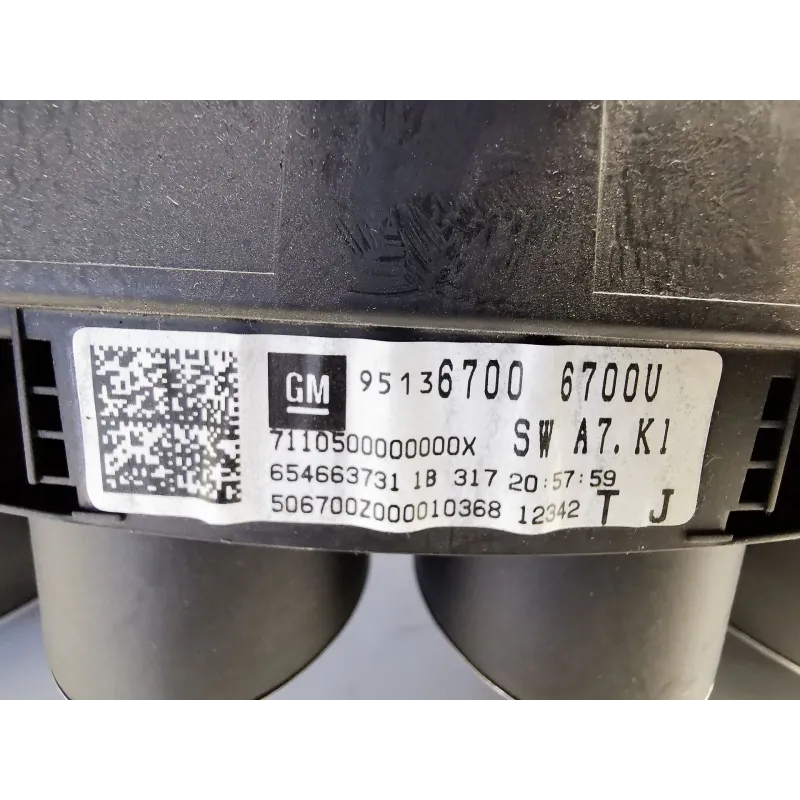 GM 95136700 6700U
7110500000000X SW A7.K1
654663731 1B 317 20:57:59
506700Z000010368 12342 T J